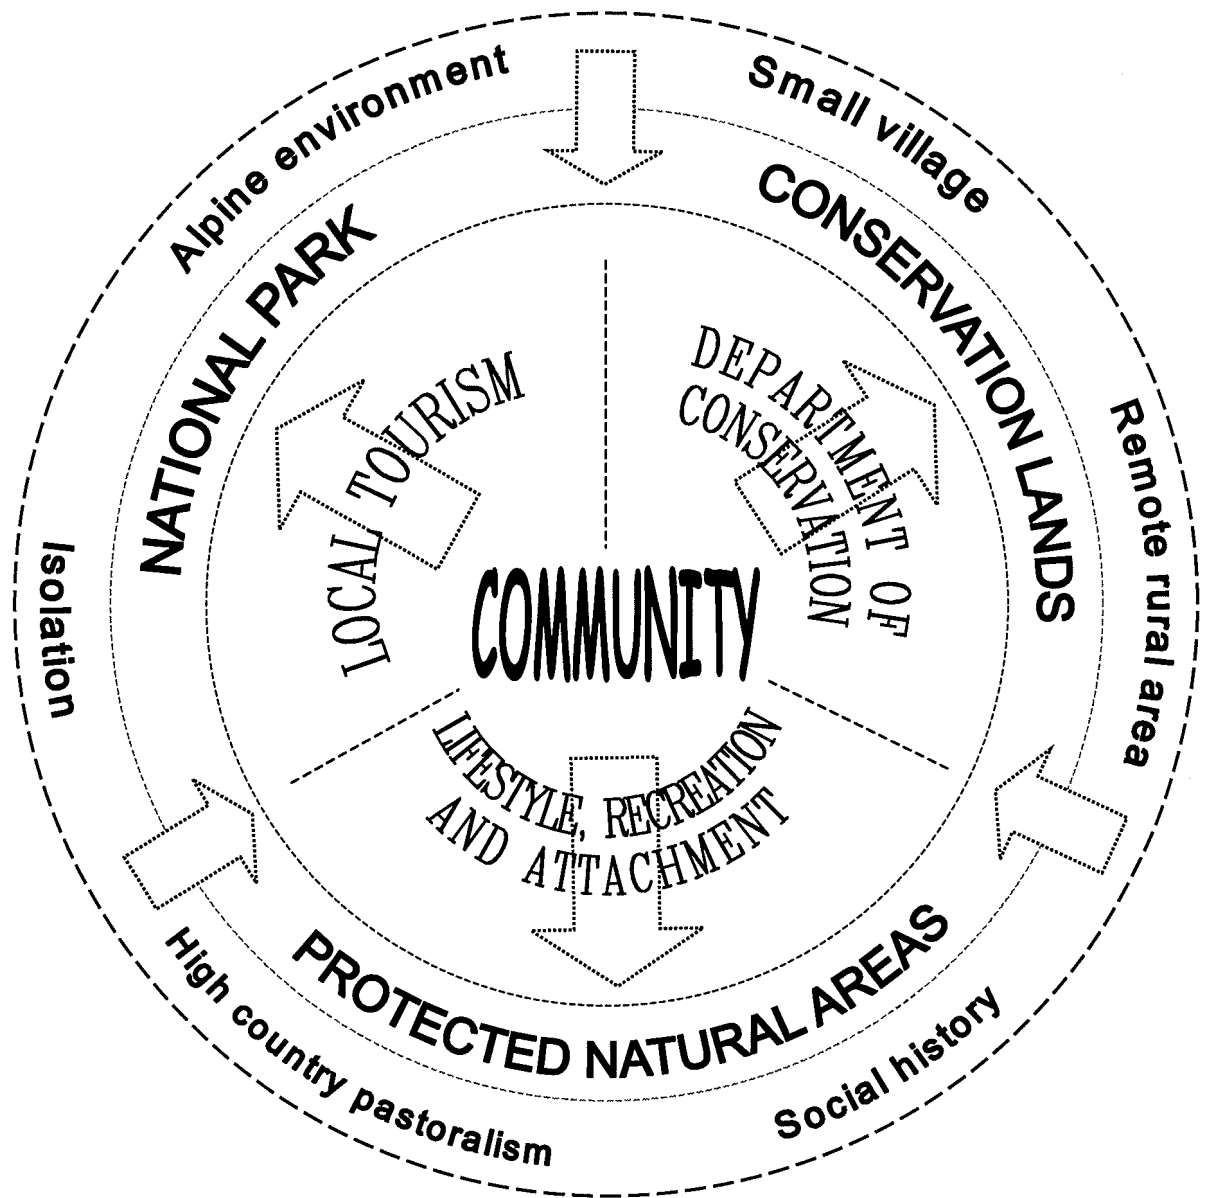 Alpine environment
Small village
Remote rural area
Social history
High country pastoralism
Isolation
NATIONAL PARK
CONSERVATION LANDS
PROTECTED NATURAL AREAS
LOCAL TOURISM
DEPARTMENT OF
CONSERVATION
COMMUNITY
LIFESTYLE, RECREATION
AND ATTACHMENT